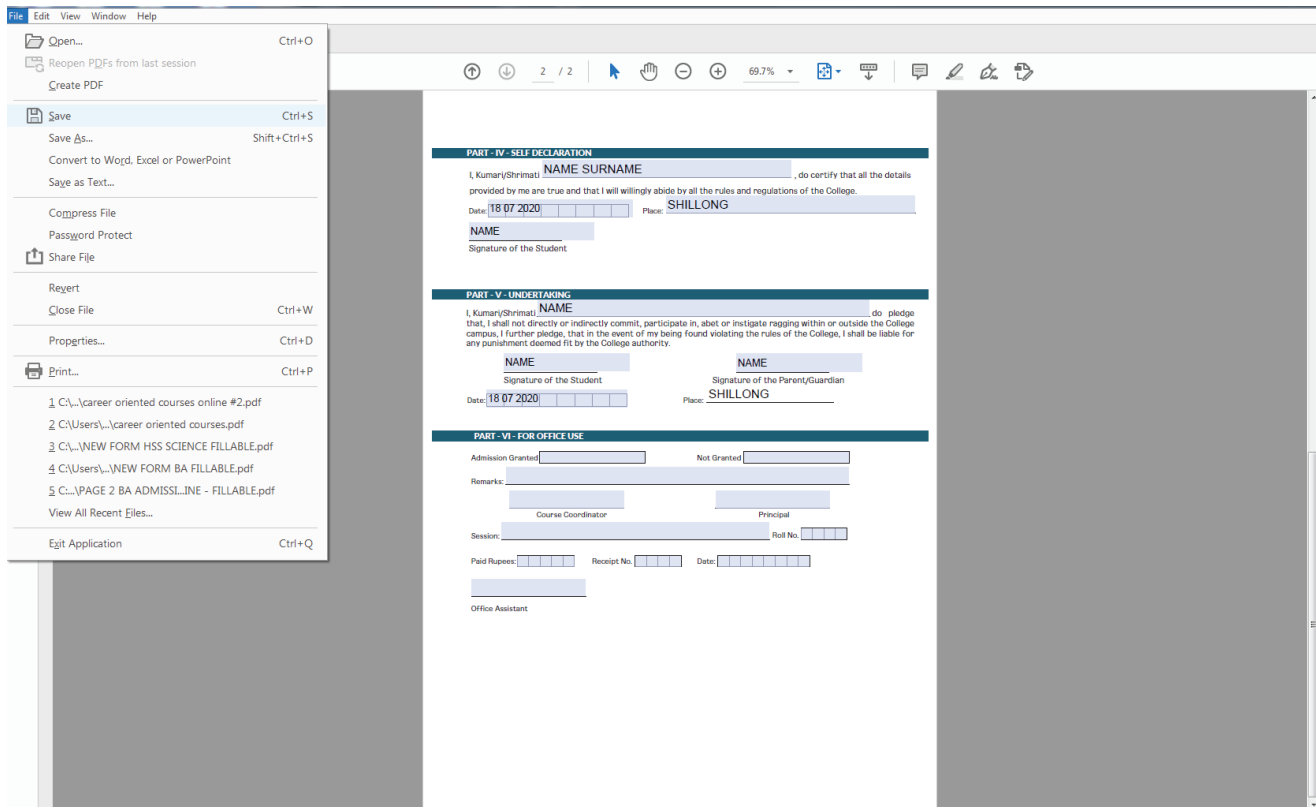 File Edit View Window Help
Open... Ctrl+O
Reopen PDFs from last session
Create PDF
Save Ctrl+S
Save As... Shift+Ctrl+S
Convert to Word, Excel or PowerPoint
Save as Text...
Compress File
Password Protect
Share File
Revert
Close File Ctrl+W
Properties... Ctrl+D
Print... Ctrl+P
1 C:\...\career oriented courses online #2.pdf
2 C:\Users\...\career oriented courses.pdf
3 C:\...\NEW FORM HSS SCIENCE FILLABLE.pdf
4 C:\Users\...\NEW FORM BA FILLABLE.pdf
5 C:...\PAGE 2 BA ADMISSI...INE - FILLABLE.pdf
View All Recent Files...
Exit Application Ctrl+Q
2 / 2 69.7%
PART - IV - SELF DECLARATION
I, Kumari/Shrimati NAME SURNAME , do certify that all the details
provided by me are true and that I will willingly abide by all the rules and regulations of the College.
Date: 18 07 2020 Place: SHILLONG
NAME
Signature of the Student
PART - V - UNDERTAKING
I, Kumari/Shrimati NAME do pledge
that, I shall not directly or indirectly commit, participate in, abet or instigate ragging within or outside the College
campus, I further pledge, that in the event of my being found violating the rules of the College, I shall be liable for
any punishment deemed fit by the College authority.
NAME NAME
Signature of the Student Signature of the Parent/Guardian
Date: 18 07 2020 Place: SHILLONG
PART - VI - FOR OFFICE USE
Admission Granted Not Granted
Remarks:
Course Coordinator Principal
Session: Roll No.
Paid Rupees: Receipt No. Date:
Office Assistant